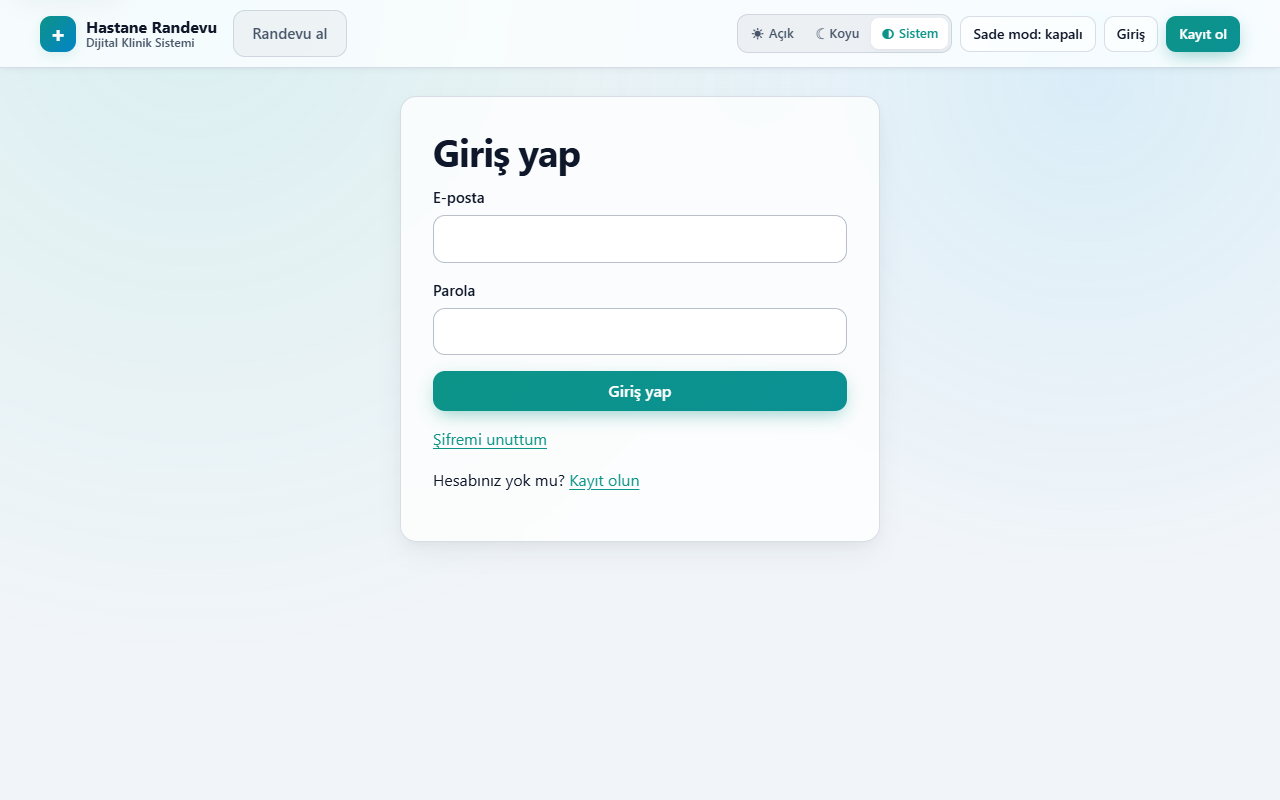 Hastane Randevu
Dijital Klinik Sistemi
Randevu al
Açık
Koyu
Sistem
Sade mod: kapalı
Giriş
Kayıt ol
Giriş yap
E-posta
Parola
Giriş yap
Şifremi unuttum
Hesabınız yok mu? Kayıt olun